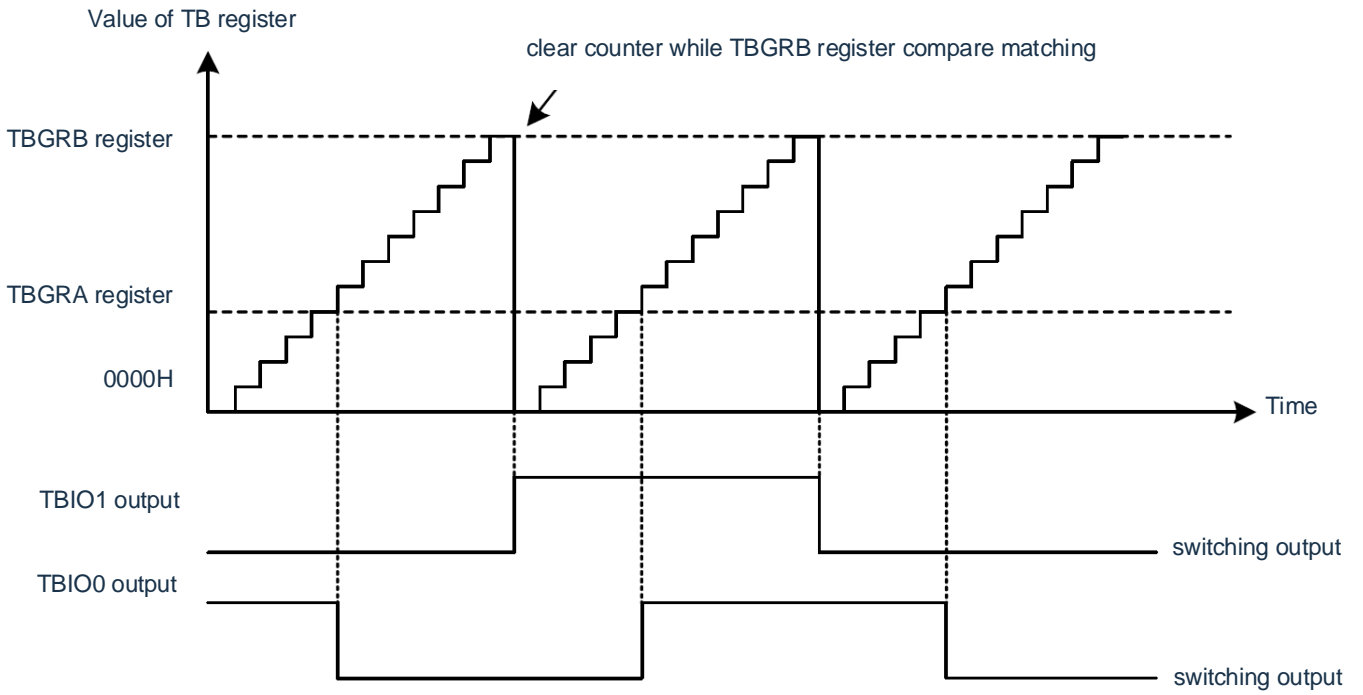 Value of TB register
clear counter while TBGRB register compare matching
TBGRB register
TBGRA register
0000H
Time
TBIO1 output
switching output
TBIO0 output
switching output